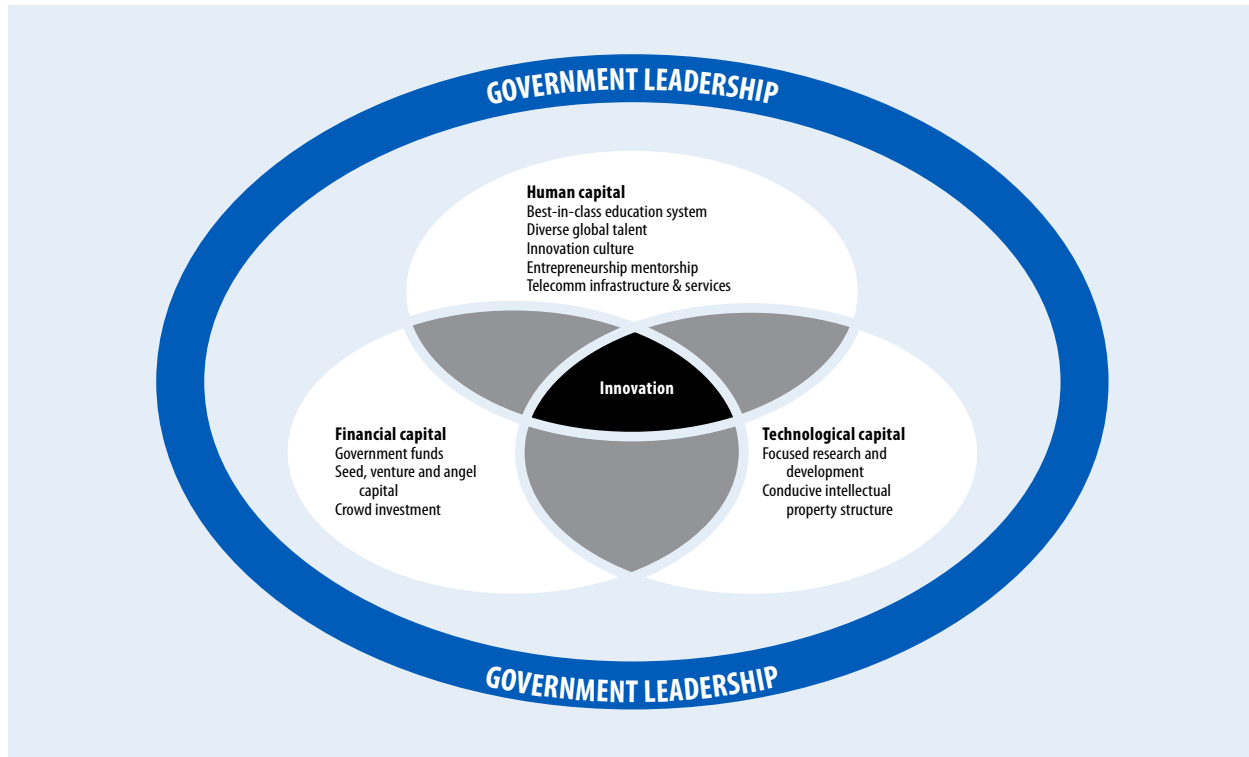 GOVERNMENT LEADERSHIP
Human capital
Best-in-class education system
Diverse global talent
Innovation culture
Entrepreneurship mentorship
Telecomm infrastructure & services
Innovation
Financial capital
Government funds
Seed, venture and angel
capital
Crowd investment
Technological capital
Focused research and
development
Conducive intellectual
property structure
GOVERNMENT LEADERSHIP